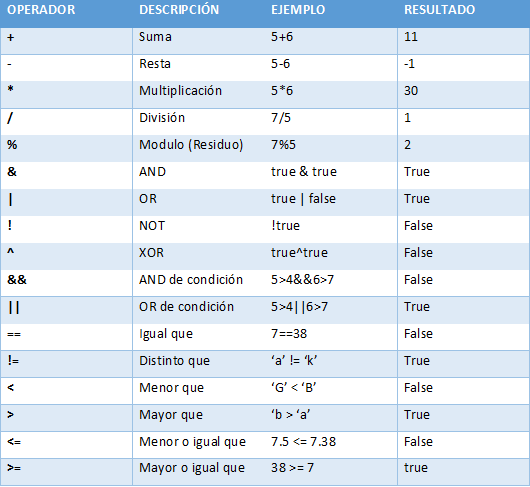 OPERADOR DESCRIPCIÓN EJEMPLO RESULTADO
+ Suma 5+6 11
- Resta 5-6 -1
* Multiplicación 5*6 30
/ División 7/5 1
% Modulo (Residuo) 7%5 2
& AND true & true True
| OR true | false True
! NOT !true False
^ XOR true^true False
&& AND de condición 5>4&&6>7 False
|| OR de condición 5>4||6>7 True
== Igual que 7==38 False
!= Distinto que ‘a’ != ‘k’ True
< Menor que ‘G’ < ‘B’ False
> Mayor que ‘b > ‘a’ True
<= Menor o igual que 7.5 <= 7.38 False
>= Mayor o igual que 38 >= 7 true